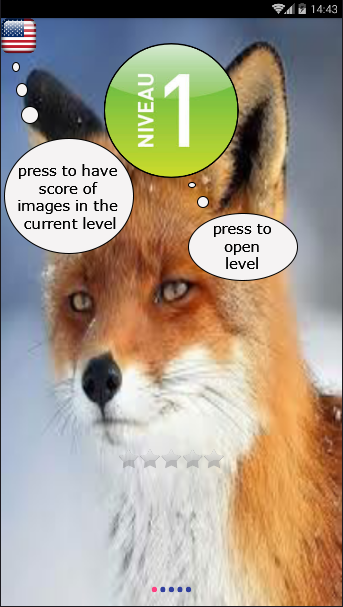 14:43
NIVEAU
1
press to have
score of
images in the
current level
press to
open
level